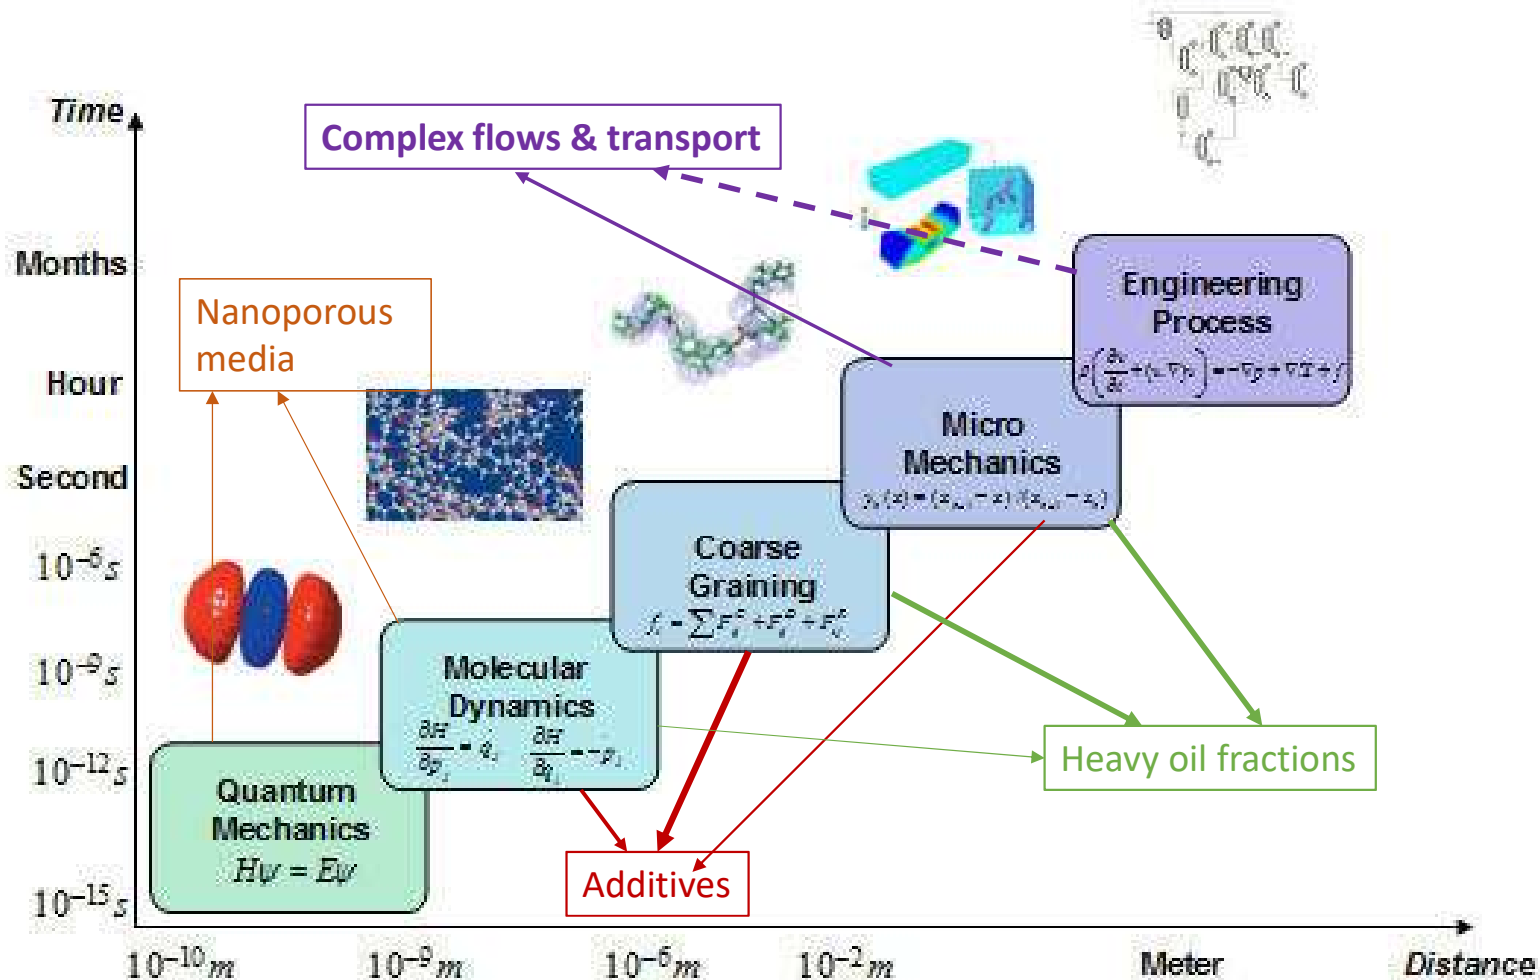 Time
Complex flows & transport
Months
Engineering
Process
Nanoporous
media
Hour
Micro
Mechanics
Second
Coarse
Graining
10⁻⁶s
10⁻⁹s
Molecular
Dynamics
Heavy oil fractions
10⁻¹²s
Quantum
Mechanics
Hψ = Eψ
Additives
10⁻¹⁵s
10⁻¹⁰m
10⁻⁹m
10⁻⁶m
10⁻²m
Meter
Distance